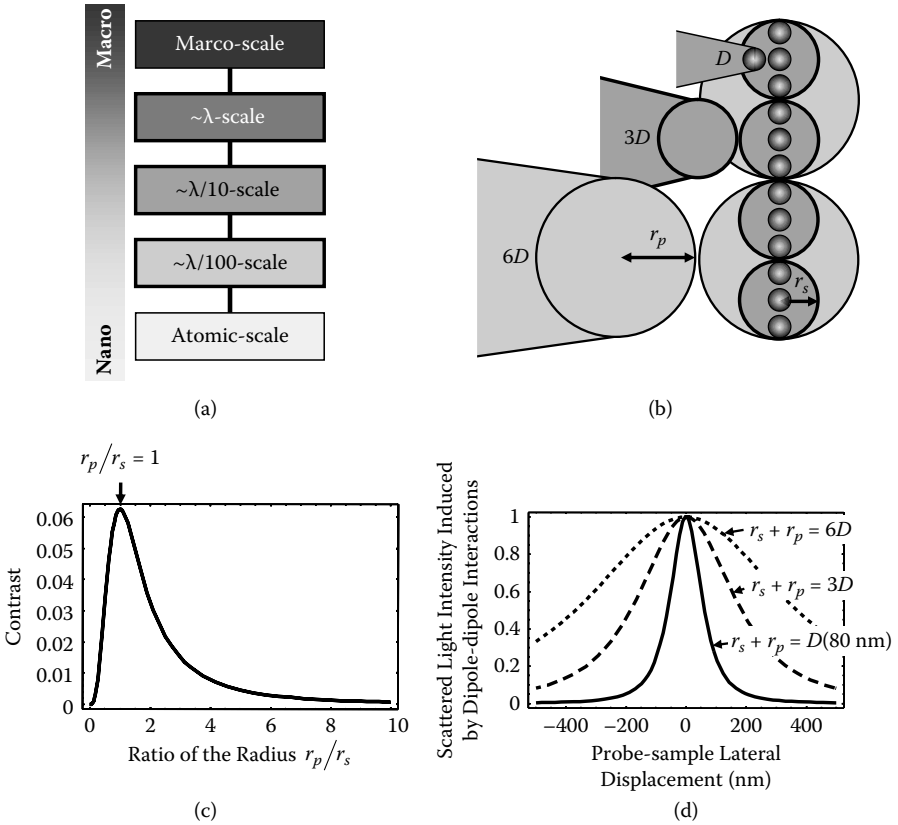 Macro
Nano
Marco-scale
~λ-scale
~λ/10-scale
~λ/100-scale
Atomic-scale
(a)
D
3D
6D
r_p
r_s
(b)
r_p/r_s = 1
Contrast
0.06
0.05
0.04
0.03
0.02
0.01
0
0 2 4 6 8 10
Ratio of the Radius r_p/r_s
(c)
Scattered Light Intensity Induced
by Dipole-dipole Interactions
1
0.8
0.6
0.4
0.2
0
r_s + r_p = 6D
r_s + r_p = 3D
r_s + r_p = D(80 nm)
−400 −200 0 200 400
Probe-sample Lateral
Displacement (nm)
(d)